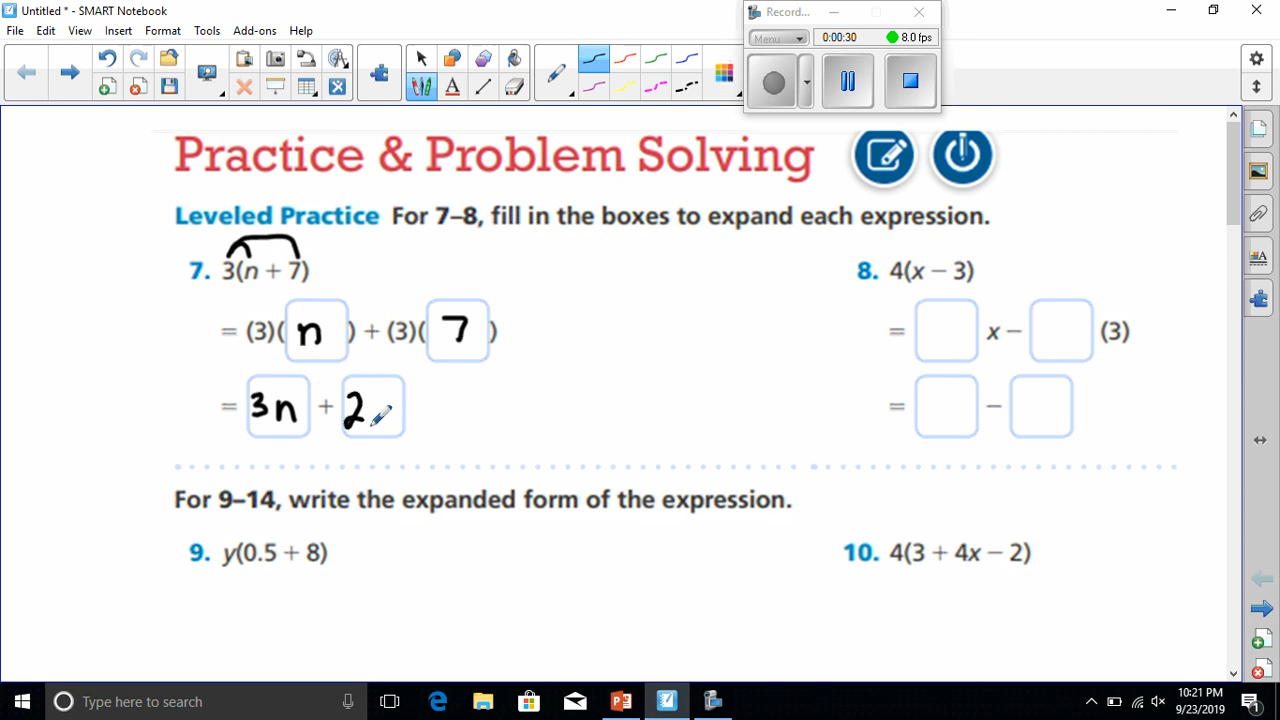 Untitled * - SMART Notebook
File Edit View Insert Format Tools Add-ons Help
Record...
Menu 0:00:30 8.0 fps
Practice & Problem Solving
Leveled Practice For 7–8, fill in the boxes to expand each expression.
7. 3(n + 7)
= (3)( n ) + (3)( 7 )
= 3n + 2
8. 4(x − 3)
= x − (3)
= −
For 9–14, write the expanded form of the expression.
9. y(0.5 + 8)
10. 4(3 + 4x − 2)
Type here to search
10:21 PM
9/23/2019
1